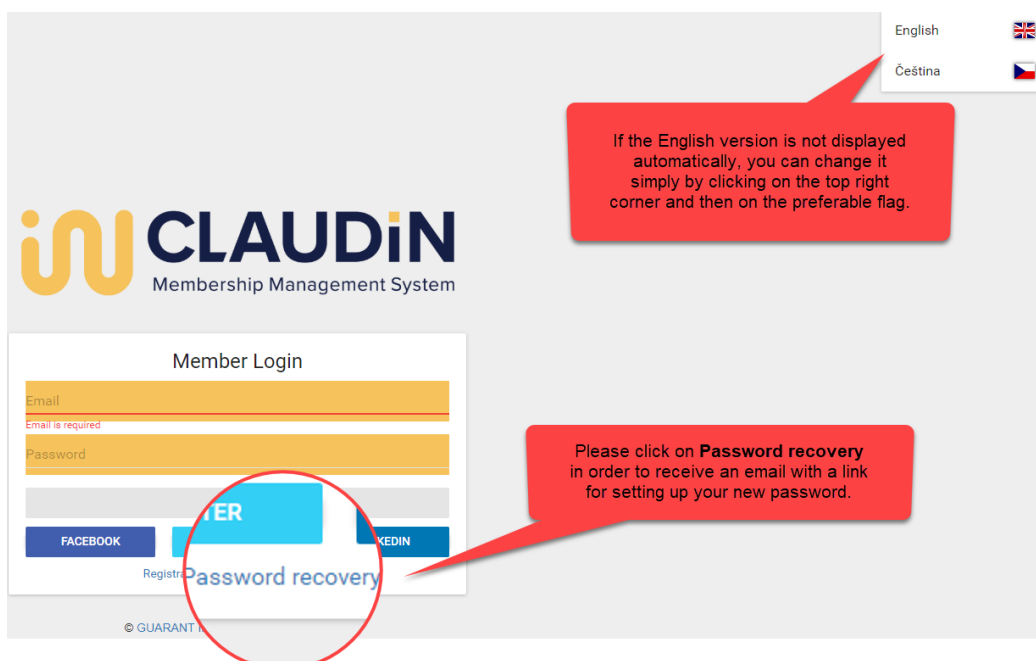 English
Čeština
If the English version is not displayed
automatically, you can change it
simply by clicking on the top right
corner and then on the preferable flag.
CLAUDiN
Membership Management System
Member Login
Email
Email is required
Password
Please click on Password recovery
in order to receive an email with a link
for setting up your new password.
TER
FACEBOOK
KEDIN
Registra
Password recovery
© GUARANT